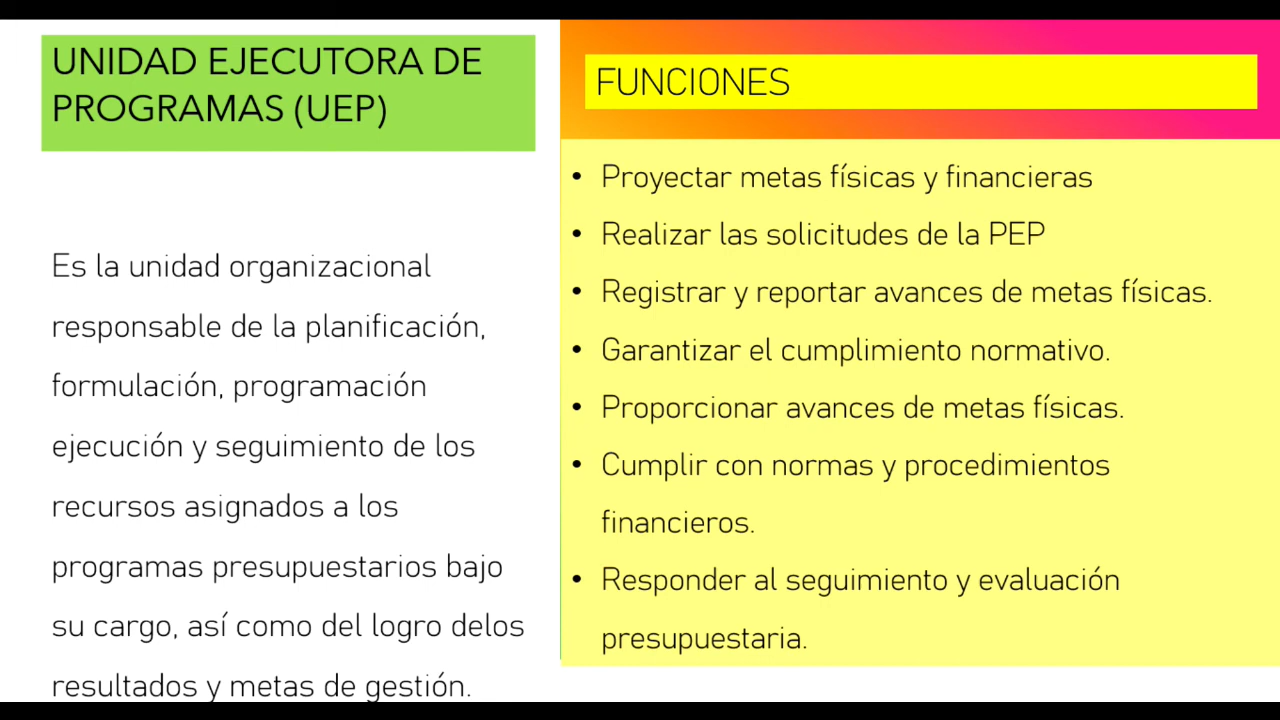 UNIDAD EJECUTORA DE
PROGRAMAS (UEP)
Es la unidad organizacional
responsable de la planificación,
formulación, programación
ejecución y seguimiento de los
recursos asignados a los
programas presupuestarios bajo
su cargo, así como del logro delos
resultados y metas de gestión.
FUNCIONES
• Proyectar metas físicas y financieras
• Realizar las solicitudes de la PEP
• Registrar y reportar avances de metas físicas.
• Garantizar el cumplimiento normativo.
• Proporcionar avances de metas físicas.
• Cumplir con normas y procedimientos
financieros.
• Responder al seguimiento y evaluación
presupuestaria.